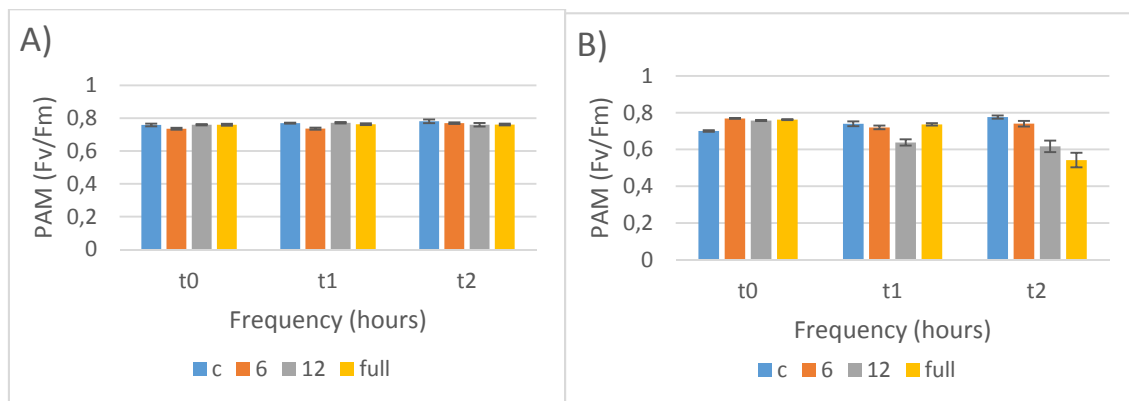 A)
PAM (Fv/Fm)
1
0,8
0,6
0,4
0,2
0
t0 t1 t2
Frequency (hours)
c 6 12 full
B)
PAM (Fv/Fm)
1
0,8
0,6
0,4
0,2
0
t0 t1 t2
Frequency (hours)
c 6 12 full